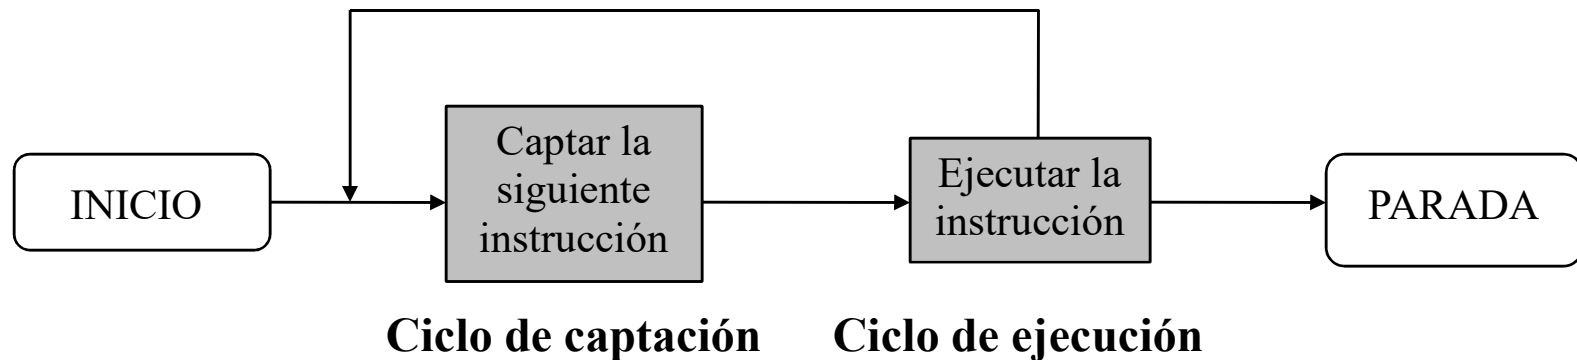 INICIO
Captar la
siguiente
instrucción
Ejecutar la
instrucción
PARADA
Ciclo de captación
Ciclo de ejecución